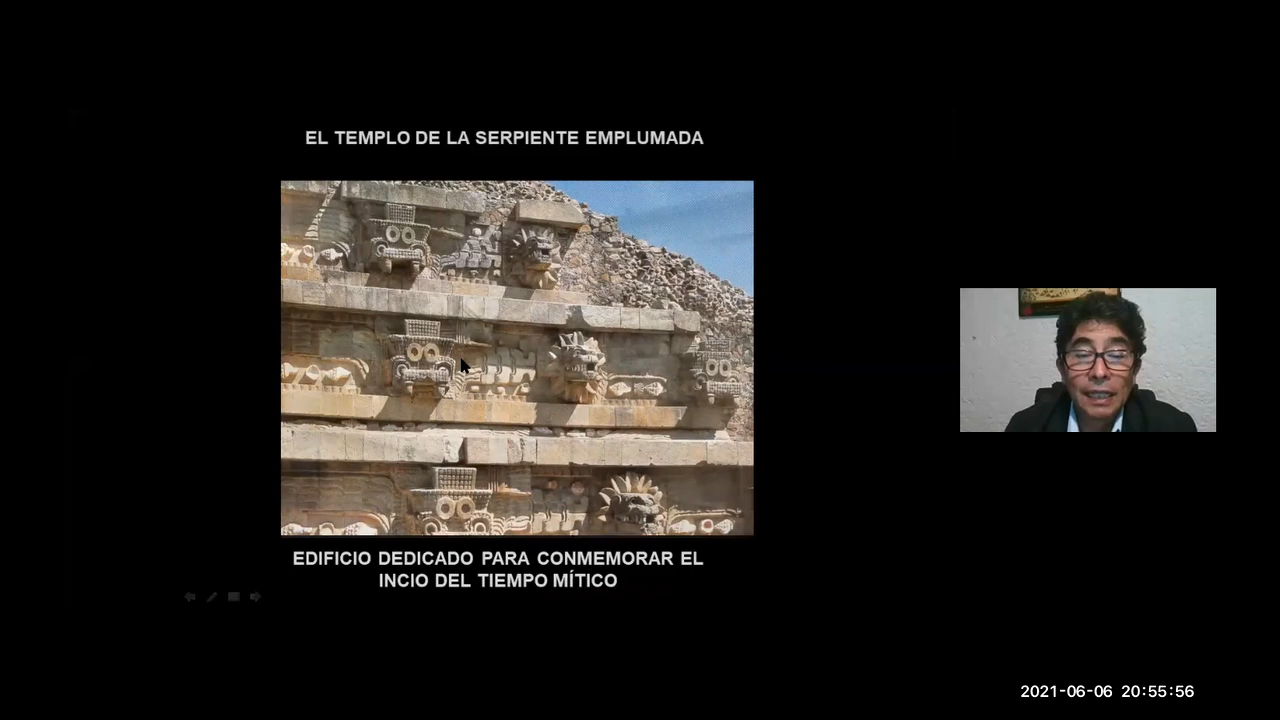 EL TEMPLO DE LA SERPIENTE EMPLUMADA
EDIFICIO DEDICADO PARA CONMEMORAR EL
INCIO DEL TIEMPO MÍTICO
2021-06-06 20:55:56